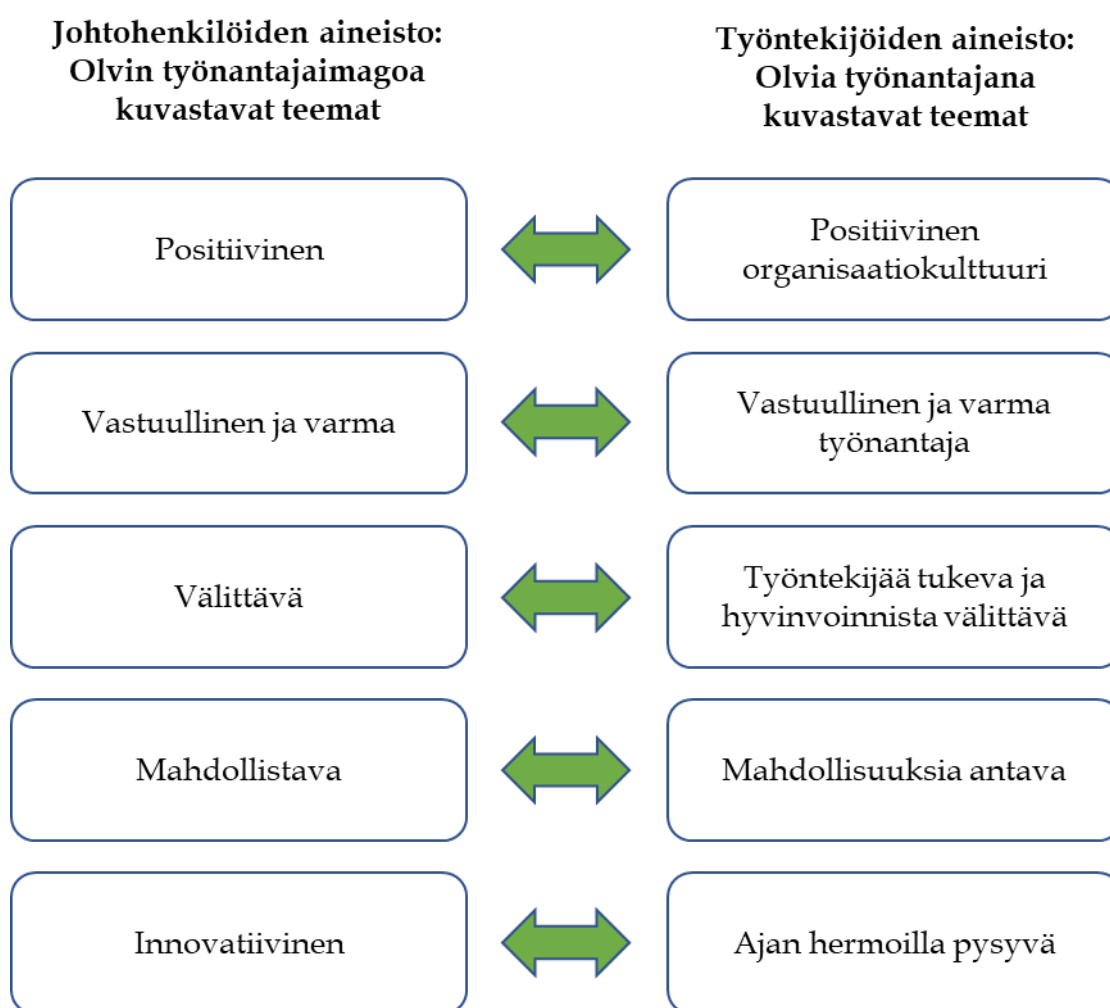 Johtohenkilöiden aineisto:
Olvin työnantajaimagoa
kuvastavat teemat
Työntekijöiden aineisto:
Olvia työnantajana
kuvastavat teemat
Positiivinen
Positiivinen
organisaatiokulttuuri
Vastuullinen ja varma
Vastuullinen ja varma
työnantaja
Välittävä
Työntekijää tukeva ja
hyvinvoinnista välittävä
Mahdollistava
Mahdollisuuksia antava
Innovatiivinen
Ajan hermoilla pysyvä